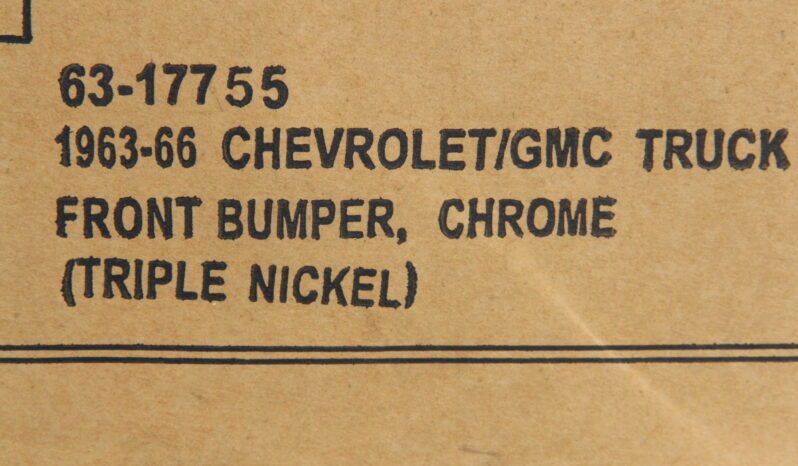 63-17755
1963-66 CHEVROLET/GMC TRUCK
FRONT BUMPER, CHROME
(TRIPLE NICKEL)